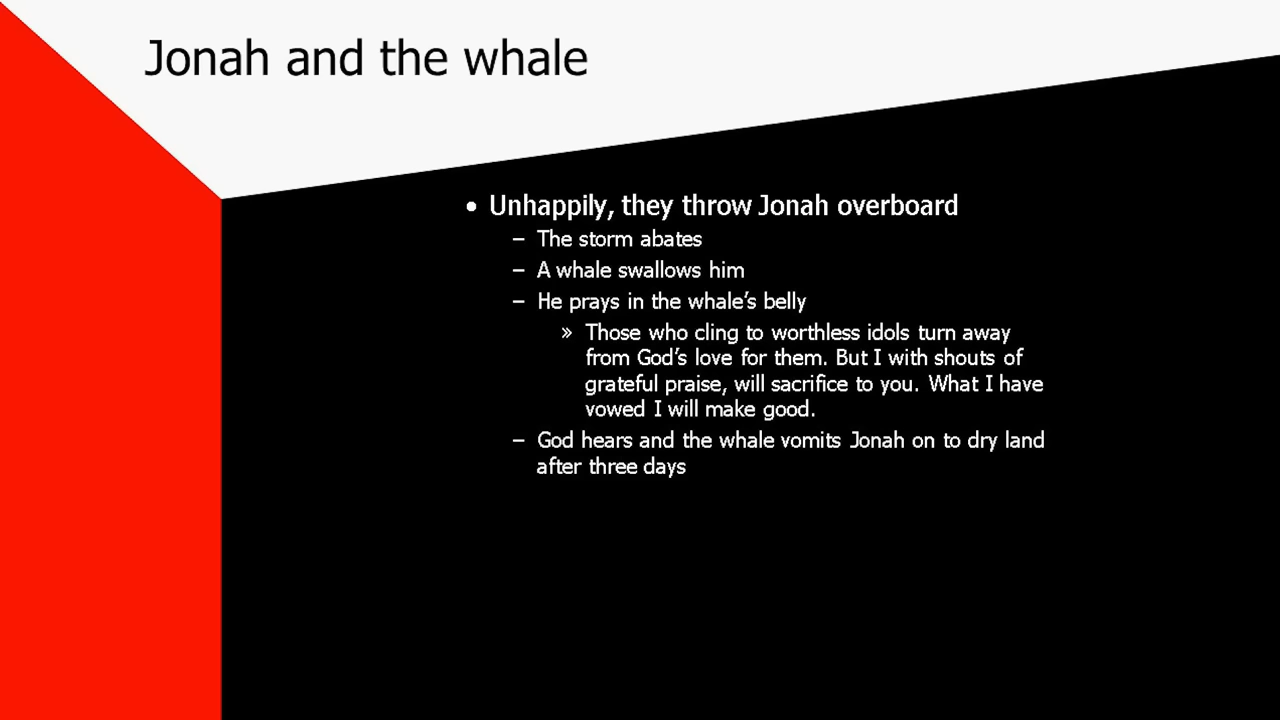 Jonah and the whale
• Unhappily, they throw Jonah overboard
– The storm abates
– A whale swallows him
– He prays in the whale's belly
» Those who cling to worthless idols turn away
from God's love for them. But I with shouts of
grateful praise, will sacrifice to you. What I have
vowed I will make good.
– God hears and the whale vomits Jonah on to dry land
after three days